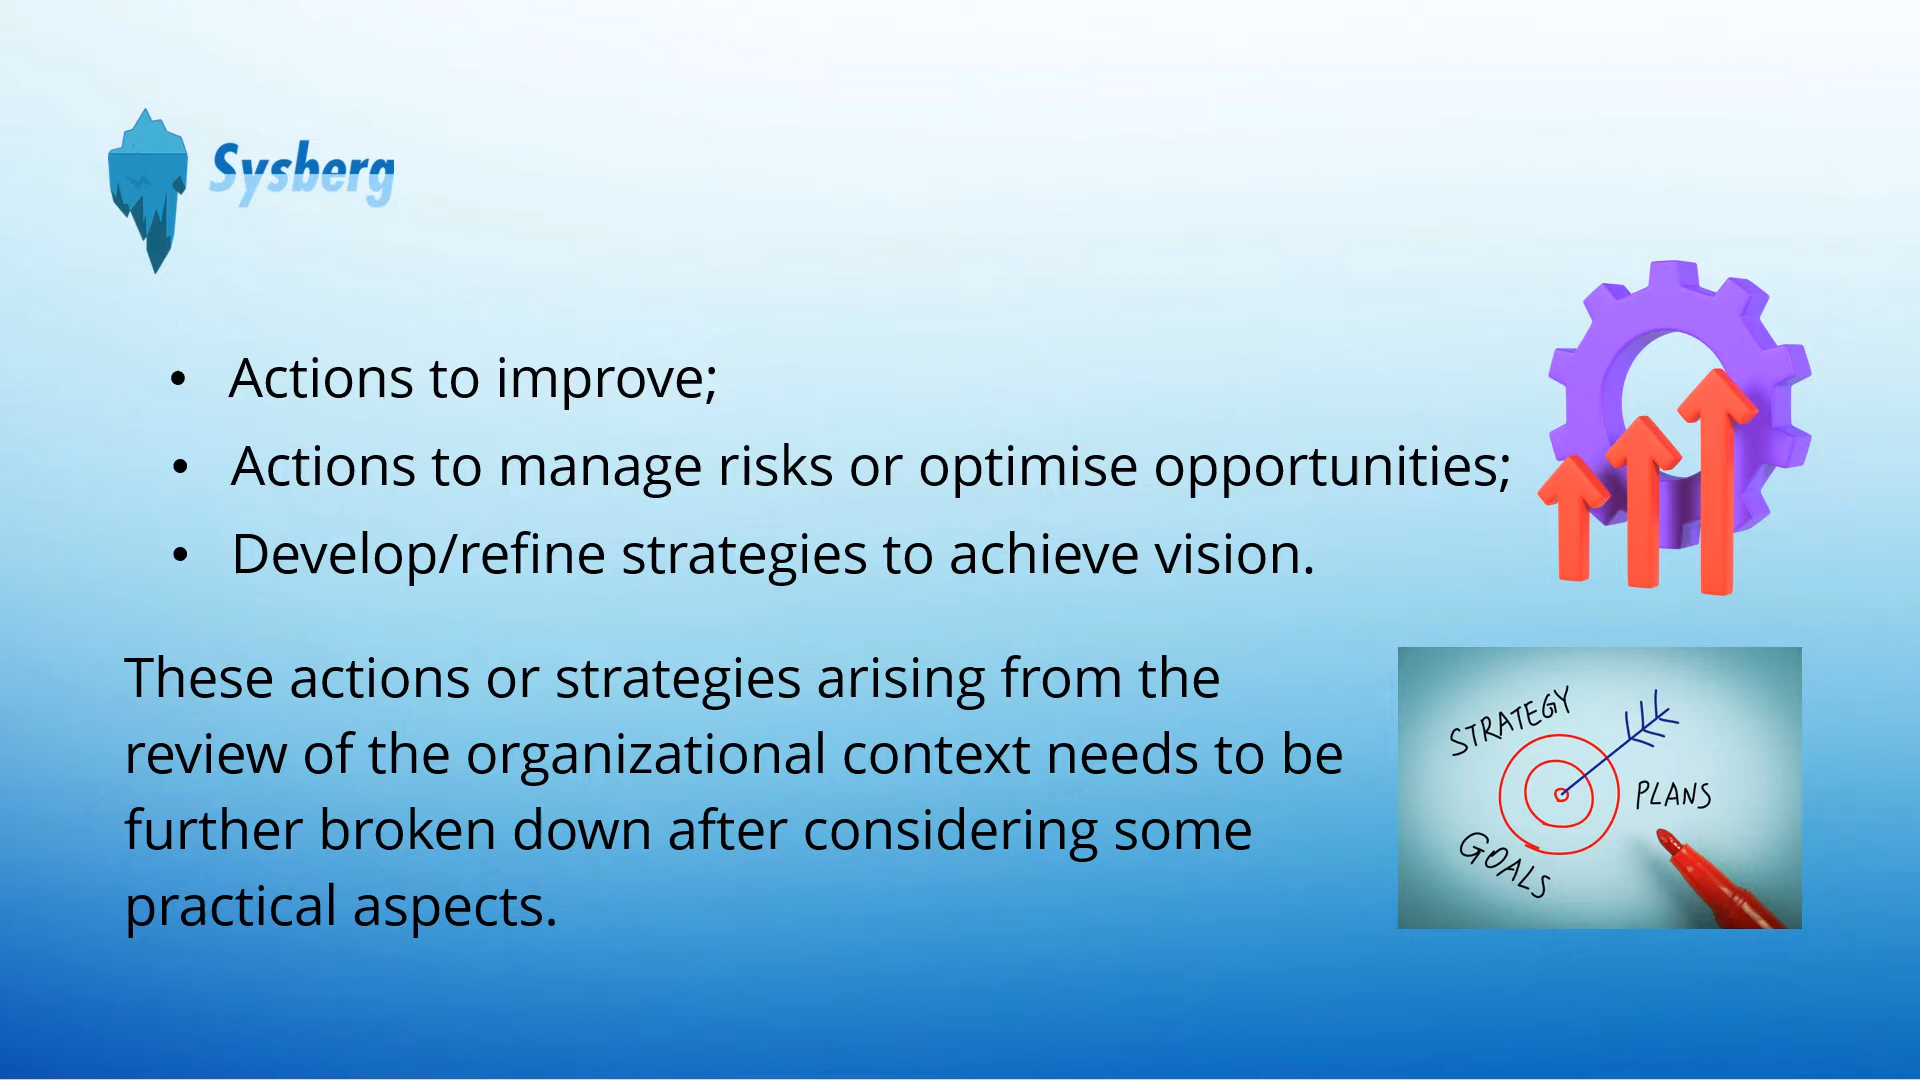 Sysberg
• Actions to improve;
• Actions to manage risks or optimise opportunities;
• Develop/refine strategies to achieve vision.
These actions or strategies arising from the
review of the organizational context needs to be
further broken down after considering some
practical aspects.
STRATEGY
PLANS
GOALS